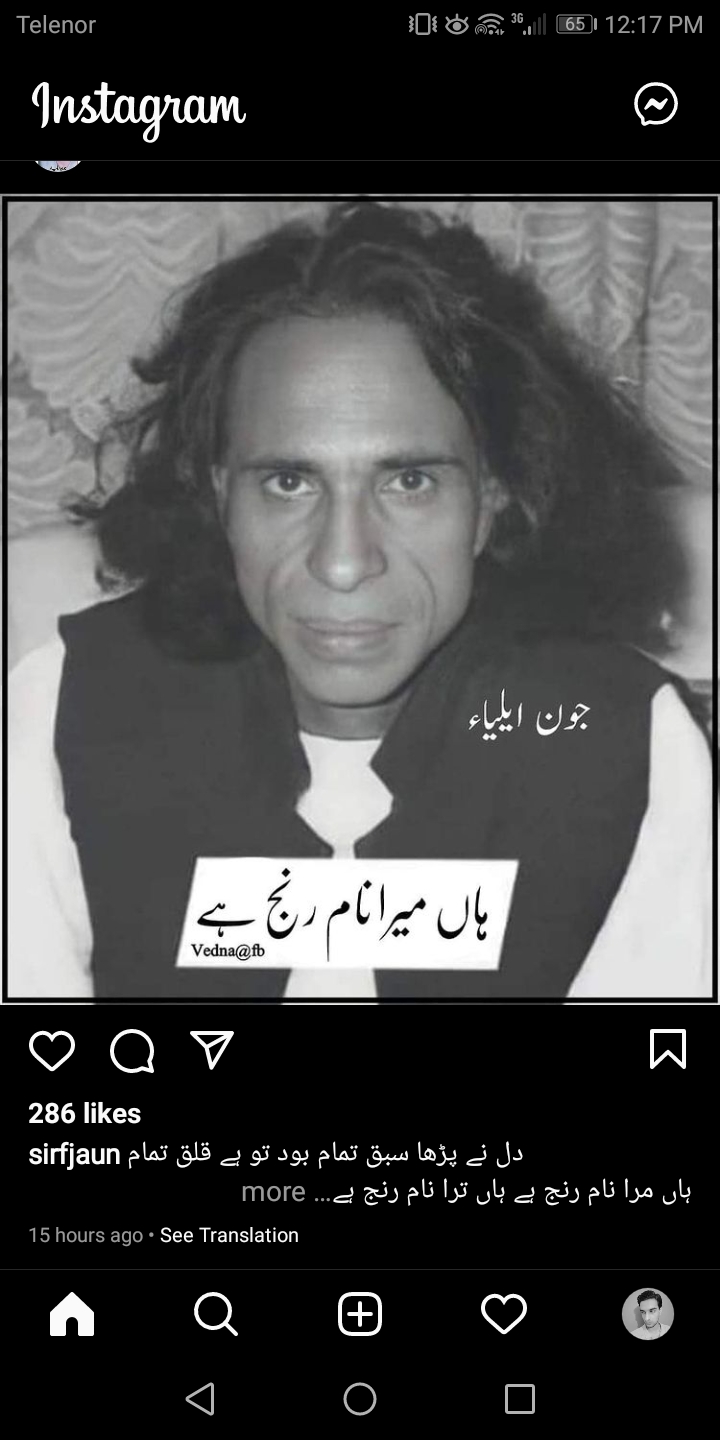 Telenor 3G 65 12:17 PM
Instagram
جون ایلیاء
ہاں میرا نام رنج ہے
Vedna@fb
286 likes
sirfjaun دل نے پڑھا سبق تمام بود تو ہے قلق تمام
ہاں مرا نام رنج ہے ہاں ترا نام رنج ہے... more
15 hours ago • See Translation